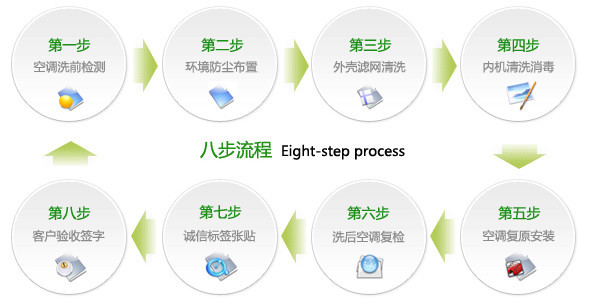 第一步
空调洗前检测
第二步
环境防尘布置
第三步
外壳滤网清洗
第四步
内机清洗消毒
八步流程 Eight-step process
第八步
客户验收签字
第七步
诚信标签张贴
第六步
洗后空调复检
第五步
空调复原安装